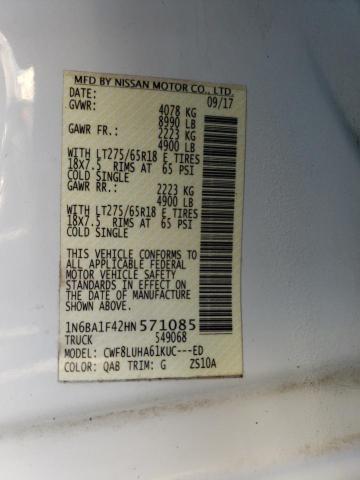 MFD BY NISSAN MOTOR CO., LTD.
DATE: 09/17
GVWR: 4078 KG
8990 LB
GAWR FR.: 2223 KG
4900 LB
WITH LT275/65R18 E TIRES
18X7.5 RIMS AT 65 PSI
COLD SINGLE
GAWR RR.: 2223 KG
4900 LB
WITH LT275/65R18 E TIRES
18X7.5 RIMS AT 65 PSI
COLD SINGLE
THIS VEHICLE CONFORMS TO
ALL APPLICABLE FEDERAL
MOTOR VEHICLE SAFETY
STANDARDS IN EFFECT ON
THE DATE OF MANUFACTURE
SHOWN ABOVE.
1N6BA1F42HN571085
TRUCK 549068
MODEL: CWF8LUHA61KUC---ED
COLOR: QAB TRIM: G ZS10A